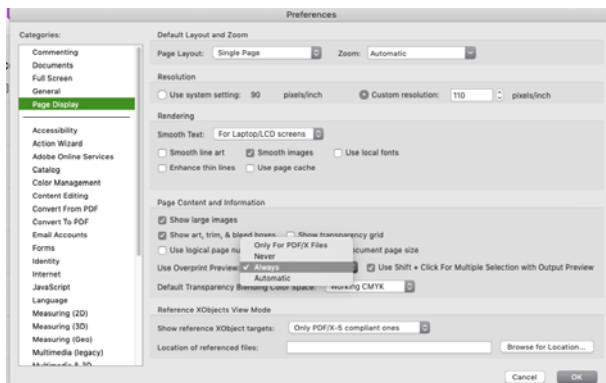 Preferences
Categories:
Commenting
Documents
Full Screen
General
Page Display
Accessibility
Action Wizard
Adobe Online Services
Catalog
Color Management
Content Editing
Convert From PDF
Convert To PDF
Email Accounts
Forms
Identity
Internet
JavaScript
Language
Measuring (2D)
Measuring (3D)
Measuring (Geo)
Multimedia (legacy)
Default Layout and Zoom
Page Layout: Single Page Zoom: Automatic
Resolution
Use system setting: 90 pixels/inch Custom resolution: 110 pixels/inch
Rendering
Smooth Text: For Laptop/LCD screens
Smooth line art Smooth images Use local fonts
Enhance thin lines Use page cache
Page Content and Information
Show large images
Show art, trim, & bleed boxes Show transparency grid
Use logical page document page size
Only For PDF/X Files
Never
Always
Automatic
Use Overprint Preview: Use Shift + Click For Multiple Selection with Output Preview
Default Transparency Blending Color Space: Working CMYK
Reference XObjects View Mode
Show reference XObject targets: Only PDF/X-5 compliant ones
Location of referenced files: Browse for Location...
Cancel OK